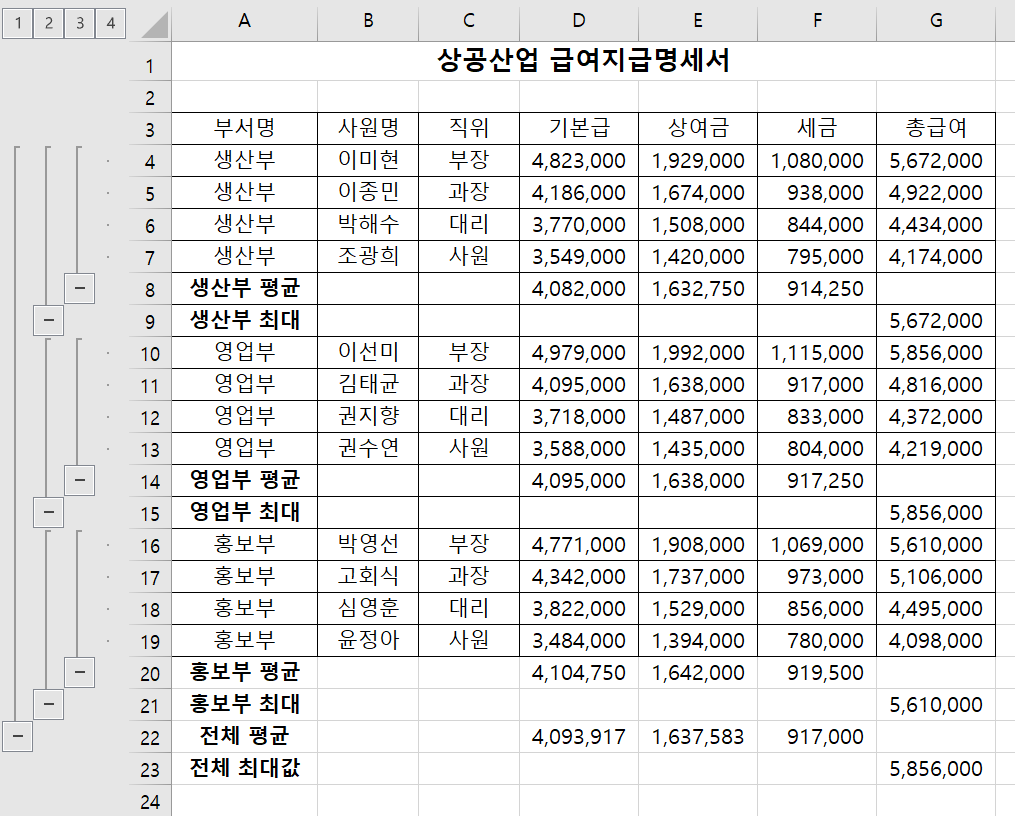 1 2 3 4 A B C D E F G
1 상공산업 급여지급명세서
2
3 부서명 사원명 직위 기본급 상여금 세금 총급여
4 생산부 이미현 부장 4,823,000 1,929,000 1,080,000 5,672,000
5 생산부 이종민 과장 4,186,000 1,674,000 938,000 4,922,000
6 생산부 박해수 대리 3,770,000 1,508,000 844,000 4,434,000
7 생산부 조광희 사원 3,549,000 1,420,000 795,000 4,174,000
8 생산부 평균 4,082,000 1,632,750 914,250
9 생산부 최대 5,672,000
10 영업부 이선미 부장 4,979,000 1,992,000 1,115,000 5,856,000
11 영업부 김태균 과장 4,095,000 1,638,000 917,000 4,816,000
12 영업부 권지향 대리 3,718,000 1,487,000 833,000 4,372,000
13 영업부 권수연 사원 3,588,000 1,435,000 804,000 4,219,000
14 영업부 평균 4,095,000 1,638,000 917,250
15 영업부 최대 5,856,000
16 홍보부 박영선 부장 4,771,000 1,908,000 1,069,000 5,610,000
17 홍보부 고회식 과장 4,342,000 1,737,000 973,000 5,106,000
18 홍보부 심영훈 대리 3,822,000 1,529,000 856,000 4,495,000
19 홍보부 윤정아 사원 3,484,000 1,394,000 780,000 4,098,000
20 홍보부 평균 4,104,750 1,642,000 919,500
21 홍보부 최대 5,610,000
22 전체 평균 4,093,917 1,637,583 917,000
23 전체 최대값 5,856,000
24